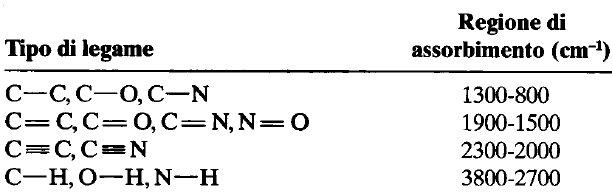 Tipo di legame Regione di assorbimento (cm⁻¹)
C—C, C—O, C—N 1300-800
C=C, C=O, C=N, N=O 1900-1500
C≡C, C≡N 2300-2000
C—H, O—H, N—H 3800-2700